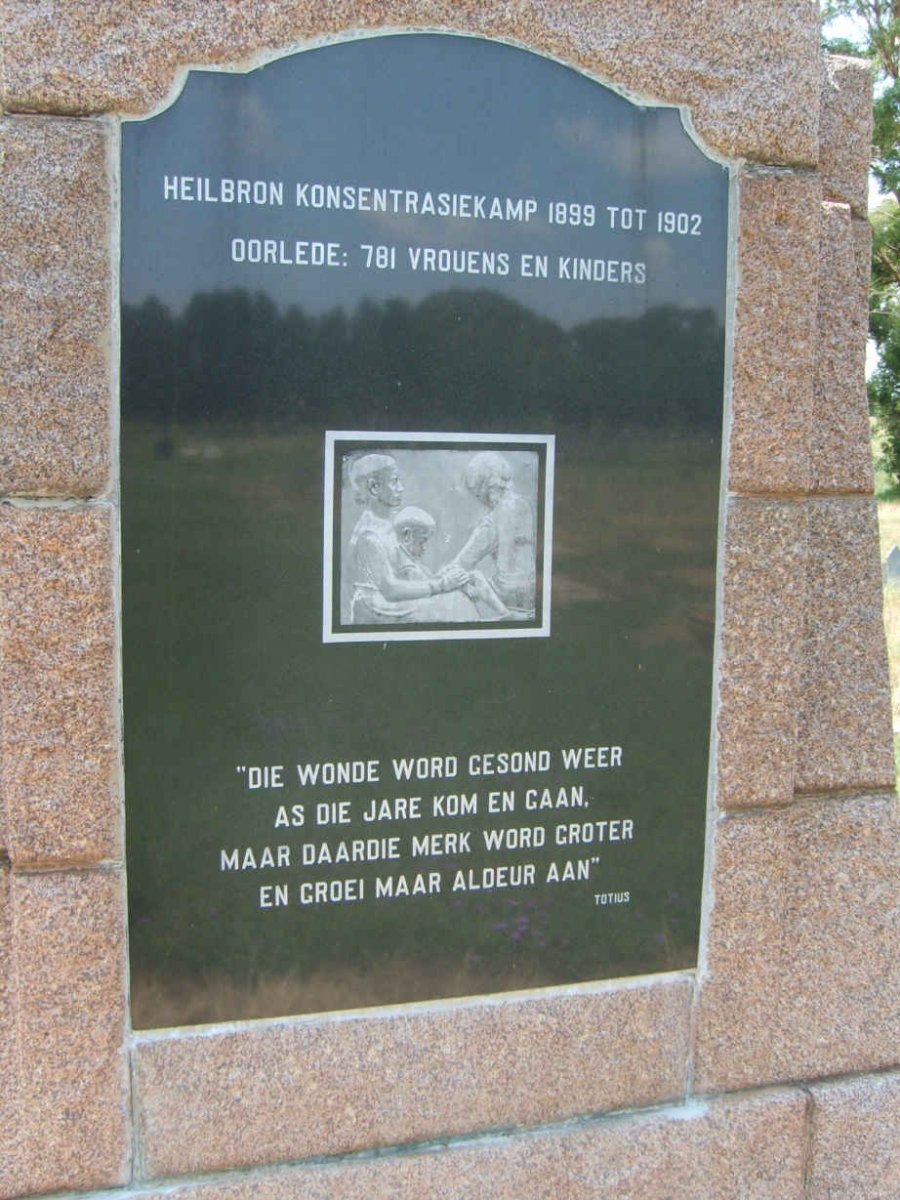 HEILBRON KONSENTRASIEKAMP 1899 TOT 1902
OORLEDE: 781 VROUENS EN KINDERS
"DIE WONDE WORD GESOND WEER
AS DIE JARE KOM EN GAAN,
MAAR DAARDIE MERK WORD GROTER
EN GROEI MAAR ALDEUR AAN"
TOTIUS